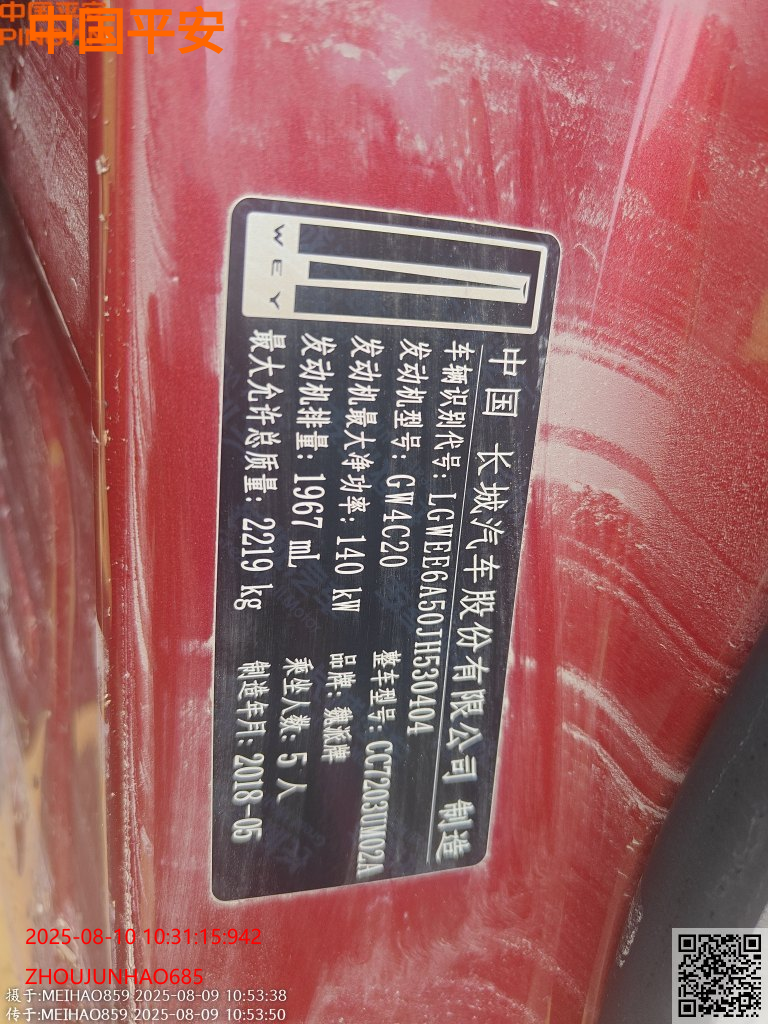 中国平安
WEY
中国 长城汽车股份有限公司 制造
车辆识别代号: LGWEE6A50JH530404
发动机型号: GW4C20 整车型号: CC7203UM02A
发动机最大净功率: 140 kW 品牌: 魏派牌
发动机排量: 1967 mL 乘坐人数: 5 人
最大允许总质量: 2219 kg 制造年月: 2018-05
2025-08-10 10:31:15:942
ZHOUJUNHAO685
摄于:MEIHAO859 2025-08-09 10:53:38
传于:MEIHAO859 2025-08-09 10:53:50